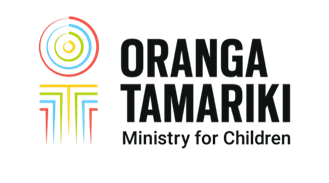 ORANGA
TAMARIKI
Ministry for Children